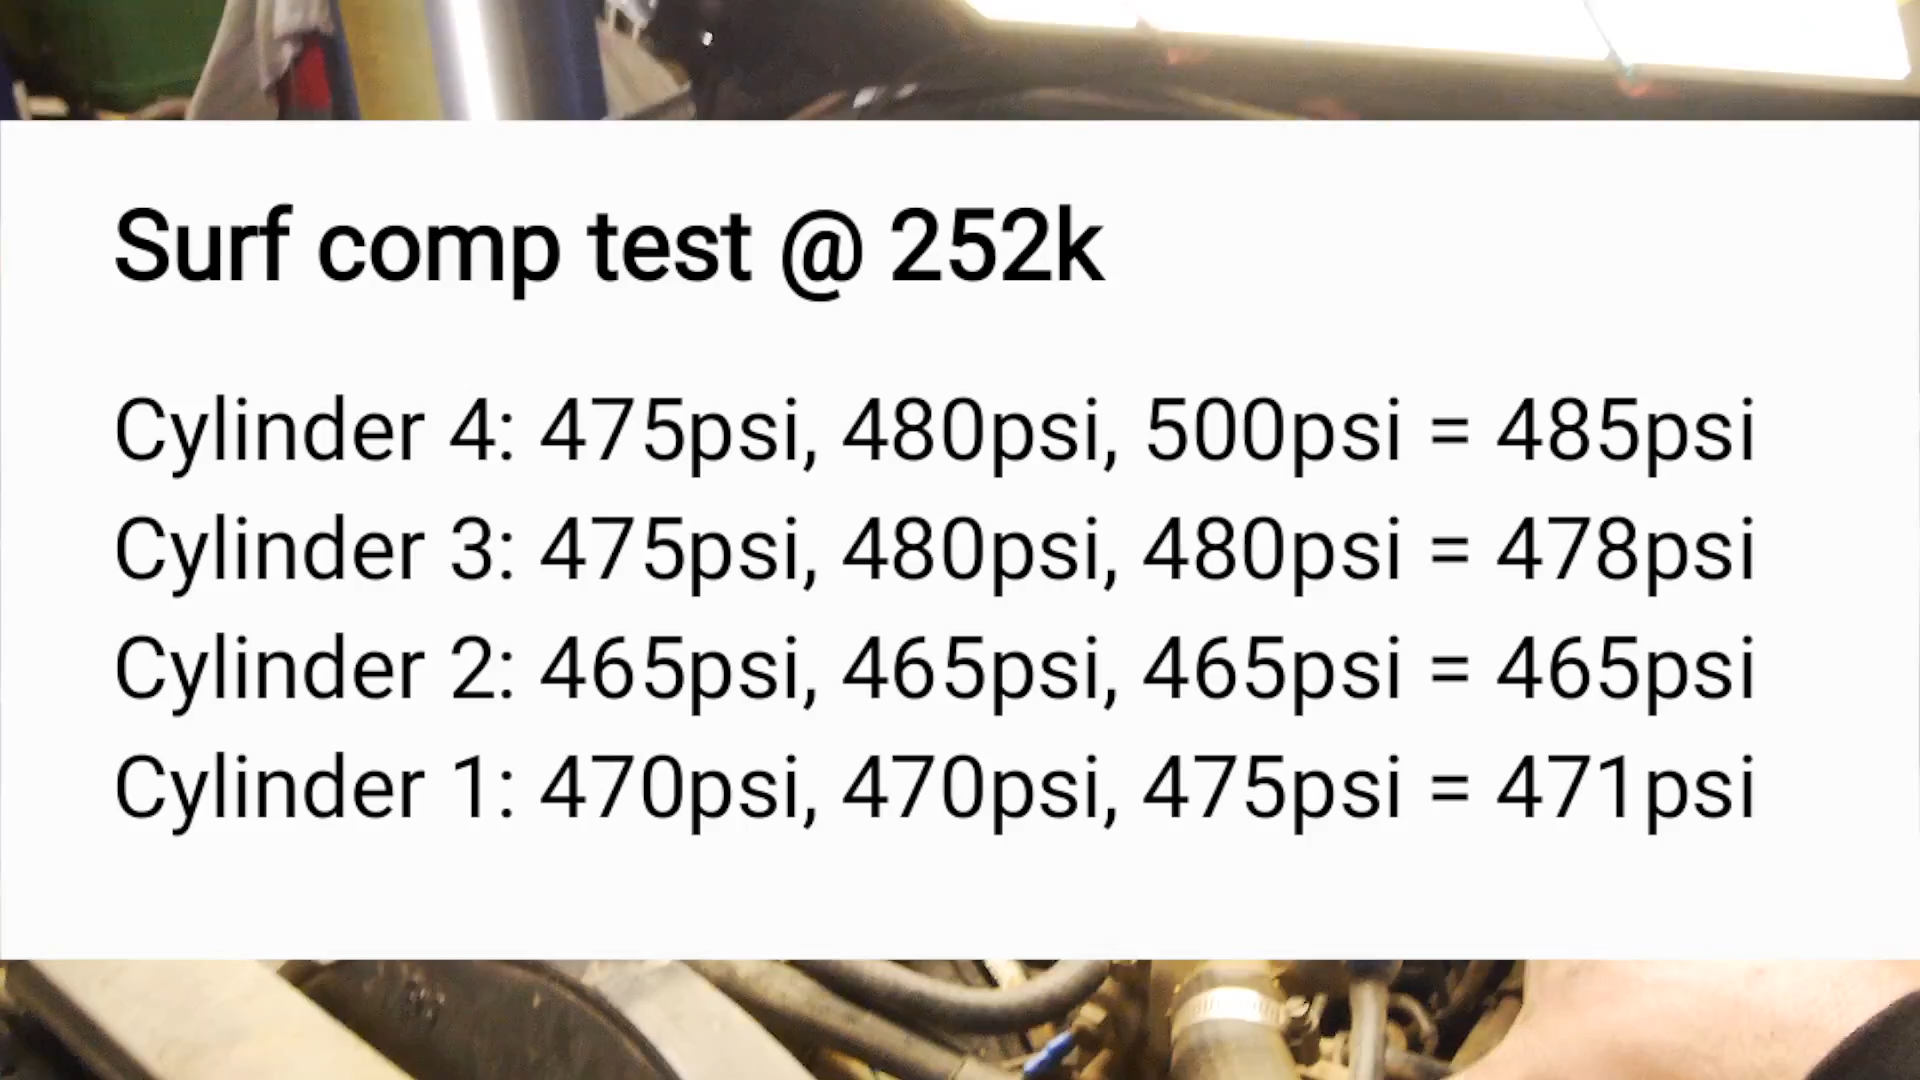 Surf comp test @ 252k
Cylinder 4: 475psi, 480psi, 500psi = 485psi
Cylinder 3: 475psi, 480psi, 480psi = 478psi
Cylinder 2: 465psi, 465psi, 465psi = 465psi
Cylinder 1: 470psi, 470psi, 475psi = 471psi